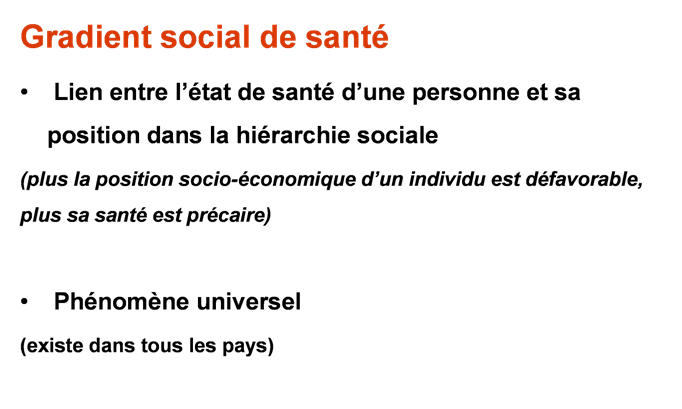 Gradient social de santé
• Lien entre l’état de santé d’une personne et sa
position dans la hiérarchie sociale
(plus la position socio-économique d’un individu est défavorable,
plus sa santé est précaire)
• Phénomène universel
(existe dans tous les pays)